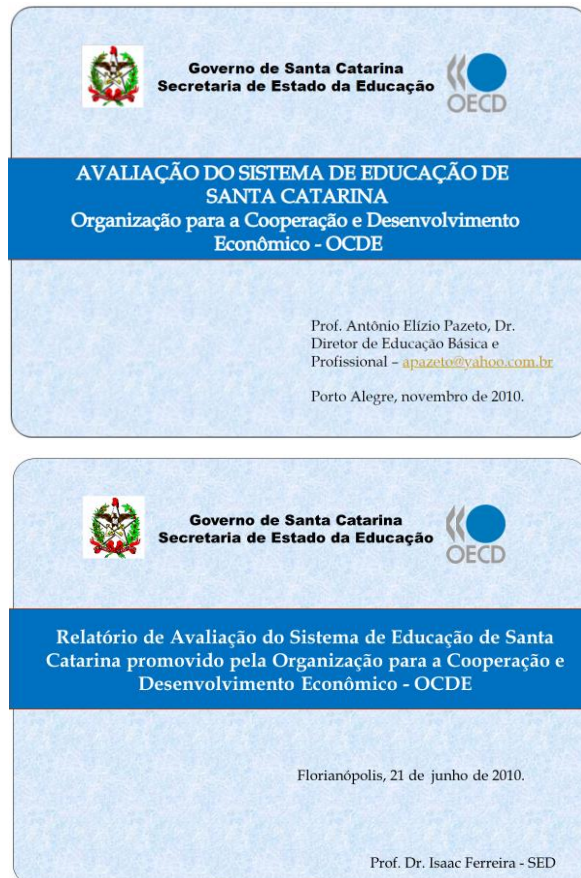 Governo de Santa Catarina
Secretaria de Estado da Educação
OECD
AVALIAÇÃO DO SISTEMA DE EDUCAÇÃO DE
SANTA CATARINA
Organização para a Cooperação e Desenvolvimento
Econômico - OCDE
Prof. Antônio Elízio Pazeto, Dr.
Diretor de Educação Básica e
Profissional – apazeto@yahoo.com.br
Porto Alegre, novembro de 2010.
Governo de Santa Catarina
Secretaria de Estado da Educação
OECD
Relatório de Avaliação do Sistema de Educação de Santa
Catarina promovido pela Organização para a Cooperação e
Desenvolvimento Econômico - OCDE
Florianópolis, 21 de junho de 2010.
Prof. Dr. Isaac Ferreira - SED